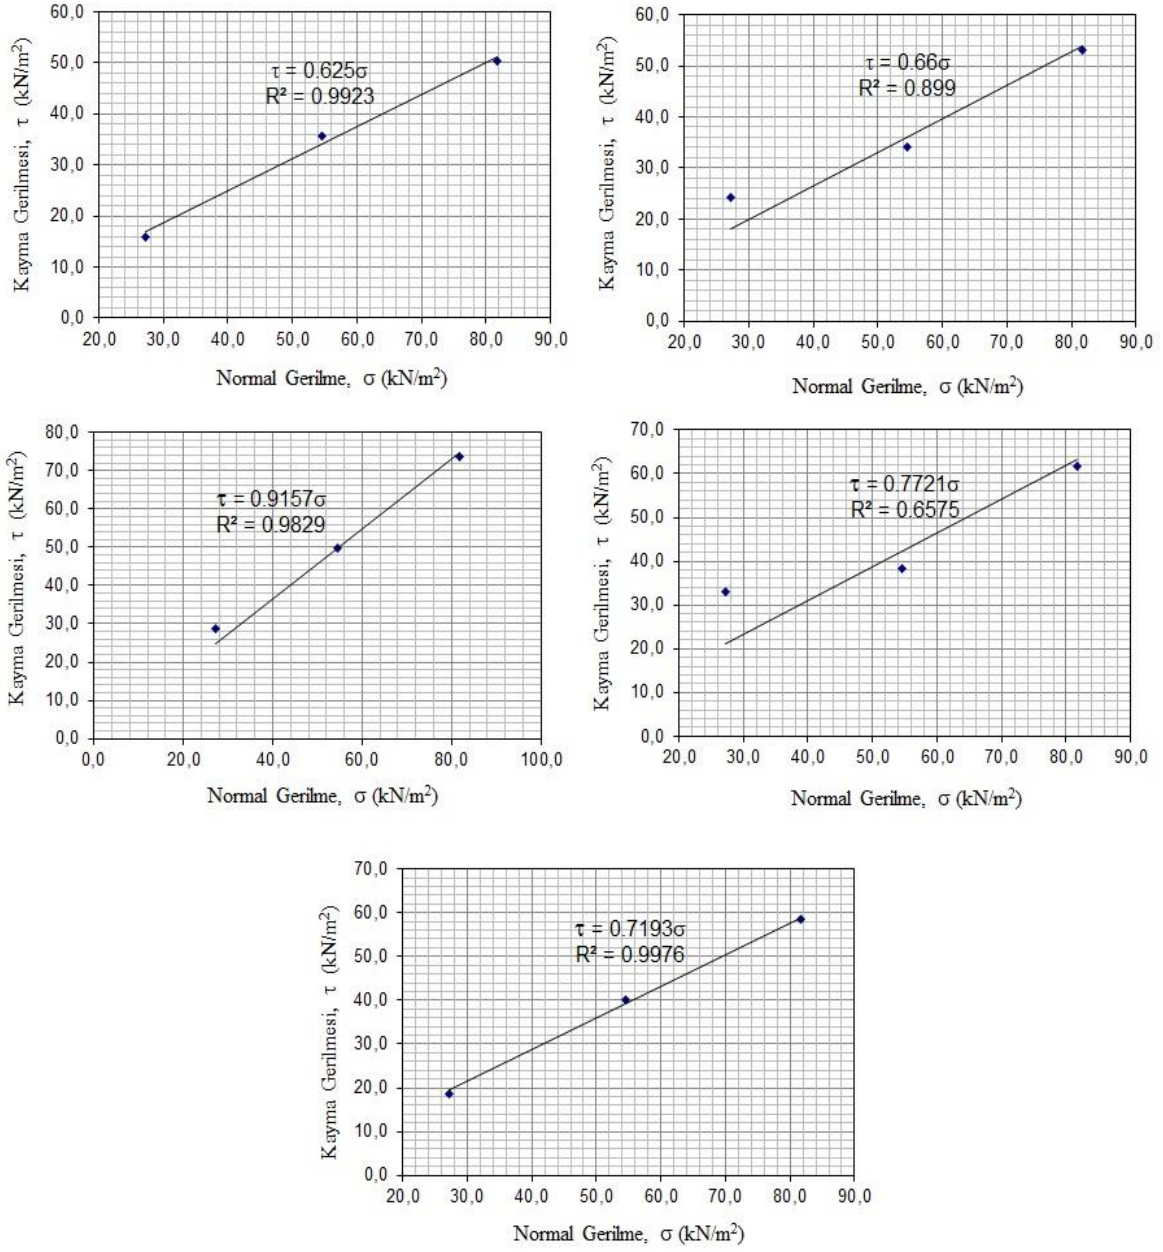 60,0
50,0
40,0
30,0
20,0
10,0
0,0
Kayma Gerilmesi, τ (kN/m²)
τ = 0.625σ
R² = 0.9923
20,0 30,0 40,0 50,0 60,0 70,0 80,0 90,0
Normal Gerilme, σ (kN/m²)
60,0
50,0
40,0
30,0
20,0
10,0
0,0
Kayma Gerilmesi, τ (kN/m²)
τ = 0.66σ
R² = 0.899
20,0 30,0 40,0 50,0 60,0 70,0 80,0 90,0
Normal Gerilme, σ (kN/m²)
80,0
70,0
60,0
50,0
40,0
30,0
20,0
10,0
0,0
Kayma Gerilmesi, τ (kN/m²)
τ = 0.9157σ
R² = 0.9829
0,0 20,0 40,0 60,0 80,0 100,0
Normal Gerilme, σ (kN/m²)
70,0
60,0
50,0
40,0
30,0
20,0
10,0
0,0
Kayma Gerilmesi, τ (kN/m²)
τ = 0.7721σ
R² = 0.6575
20,0 30,0 40,0 50,0 60,0 70,0 80,0 90,0
Normal Gerilme, σ (kN/m²)
70,0
60,0
50,0
40,0
30,0
20,0
10,0
0,0
Kayma Gerilmesi, τ (kN/m²)
τ = 0.7193σ
R² = 0.9976
20,0 30,0 40,0 50,0 60,0 70,0 80,0 90,0
Normal Gerilme, σ (kN/m²)